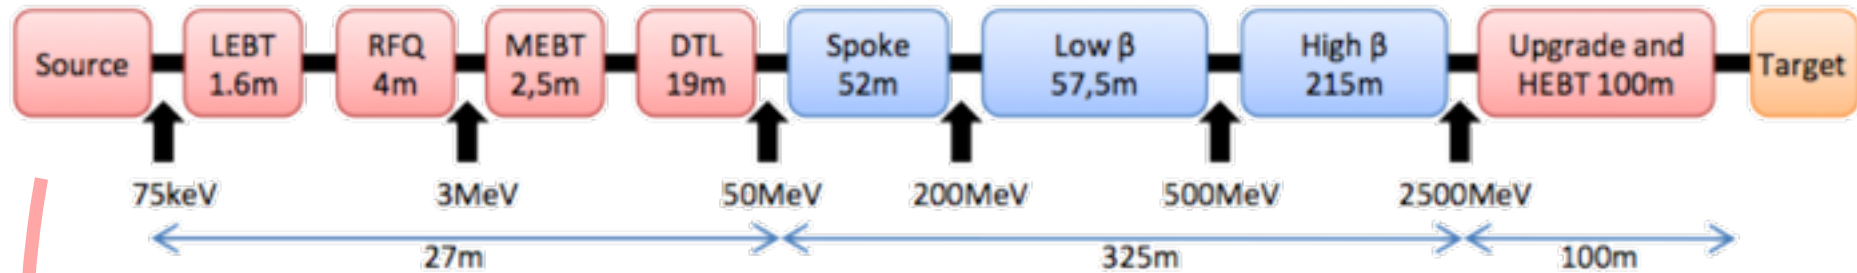 Source
LEBT
1.6m
RFQ
4m
MEBT
2,5m
DTL
19m
Spoke
52m
Low β
57,5m
High β
215m
Upgrade and
HEBT 100m
Target
75keV
3MeV
50MeV
200MeV
500MeV
2500MeV
27m
325m
100m